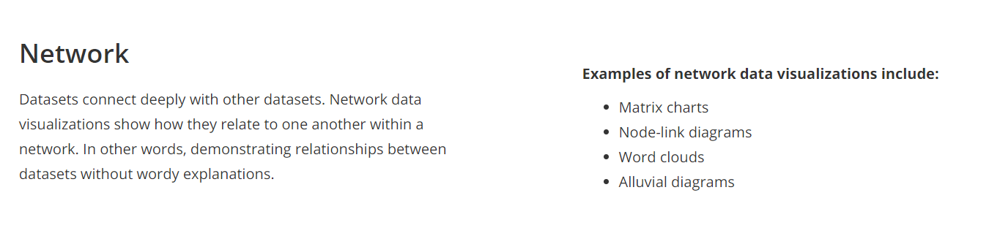 Network
Datasets connect deeply with other datasets. Network data
visualizations show how they relate to one another within a
network. In other words, demonstrating relationships between
datasets without wordy explanations.
Examples of network data visualizations include:
• Matrix charts
• Node-link diagrams
• Word clouds
• Alluvial diagrams